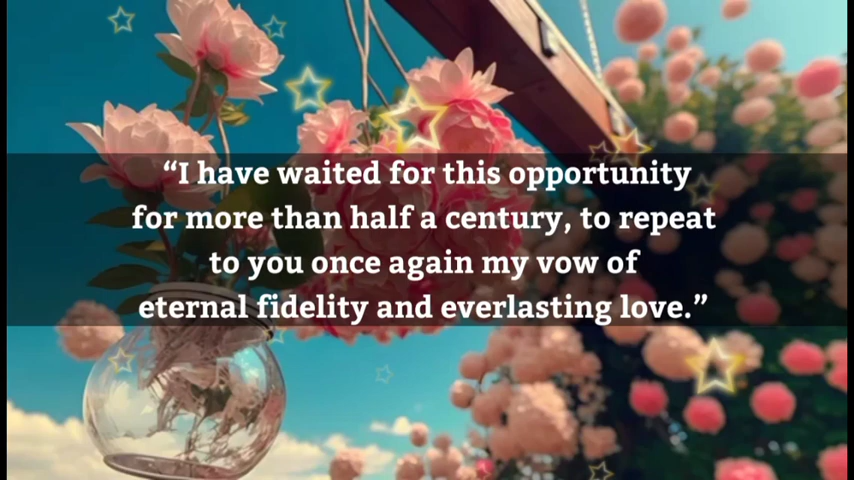 “I have waited for this opportunity
for more than half a century, to repeat
to you once again my vow of
eternal fidelity and everlasting love.”